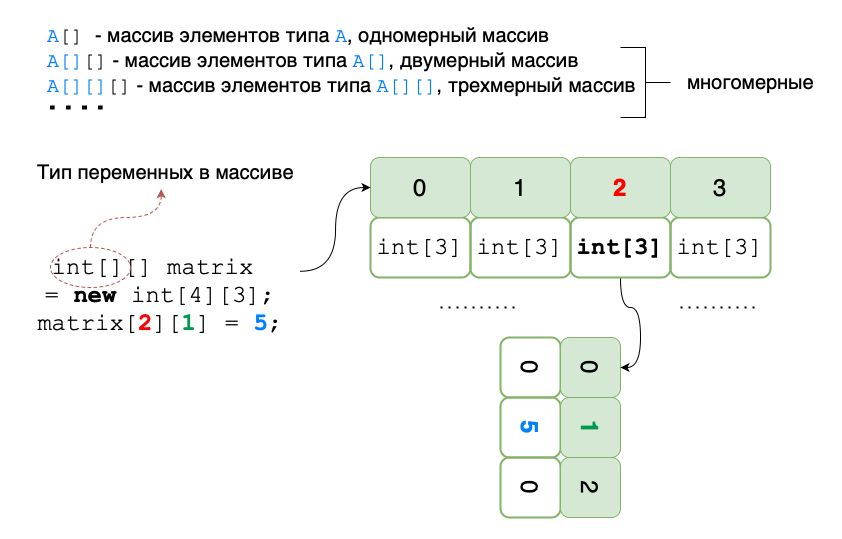 A[] - массив элементов типа A, одномерный массив
A[][] - массив элементов типа A[], двумерный массив
A[][][] - массив элементов типа A[][], трехмерный массив
многомерные
....
Тип переменных в массиве
int[][] matrix
= new int[4][3];
matrix[2][1] = 5;
0 1 2 3
int[3] int[3] int[3] int[3]
.......... ..........
0 0
5 1
0 2